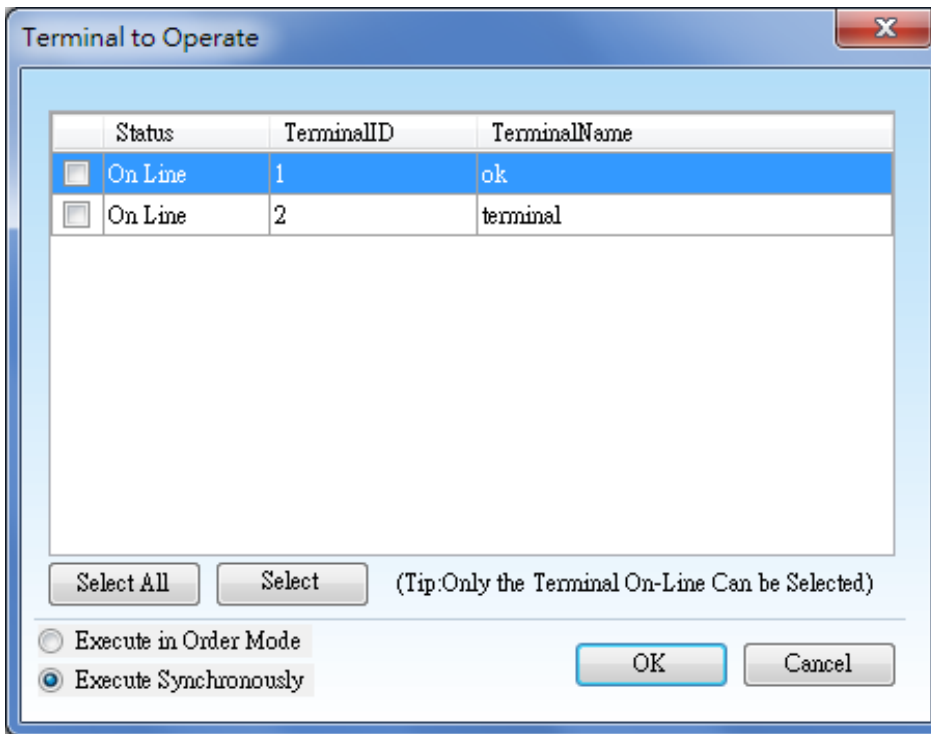 Terminal to Operate
Status TerminalID TerminalName
On Line 1 ok
On Line 2 terminal
Select All Select (Tip:Only the Terminal On-Line Can be Selected)
Execute in Order Mode
Execute Synchronously
OK Cancel